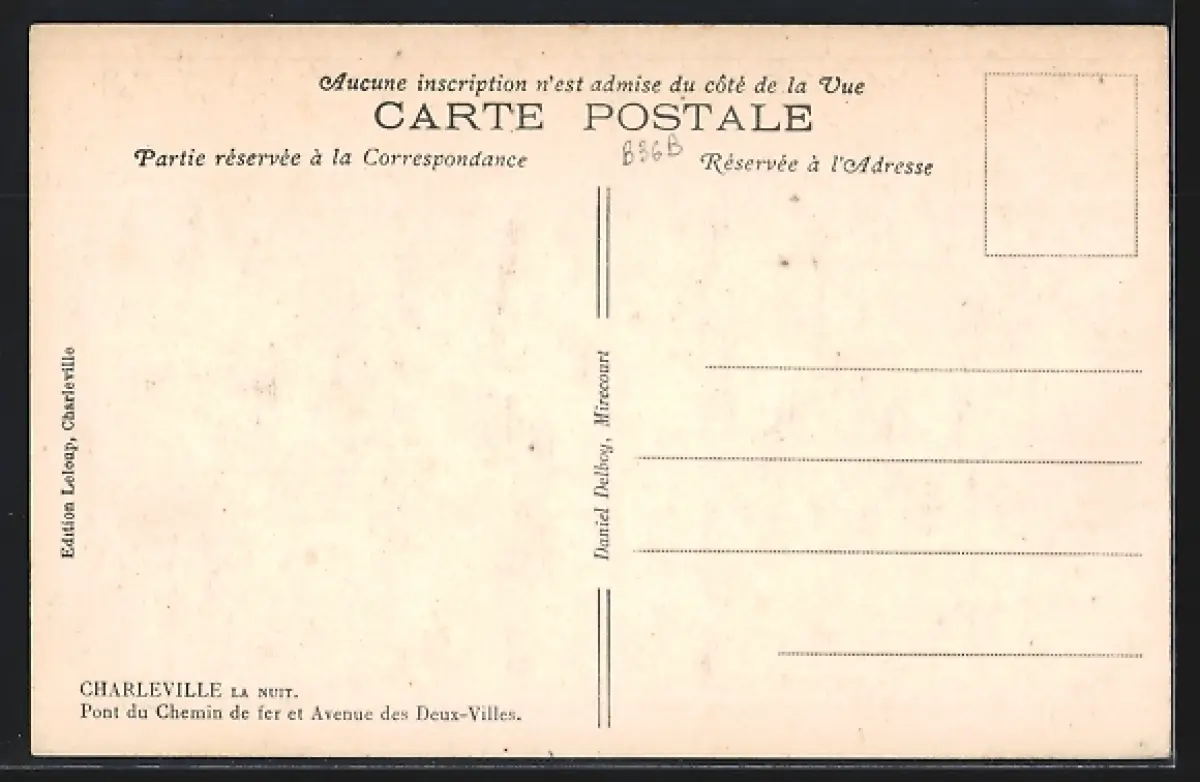 Aucune inscription n'est admise du côté de la Vue
CARTE POSTALE
Partie réservée à la Correspondance
B36B
Réservée à l'Adresse
Edition Leloup, Charleville
Daniel Delboy, Mirecourt
CHARLEVILLE LA NUIT.
Pont du Chemin de fer et Avenue des Deux-Villes.